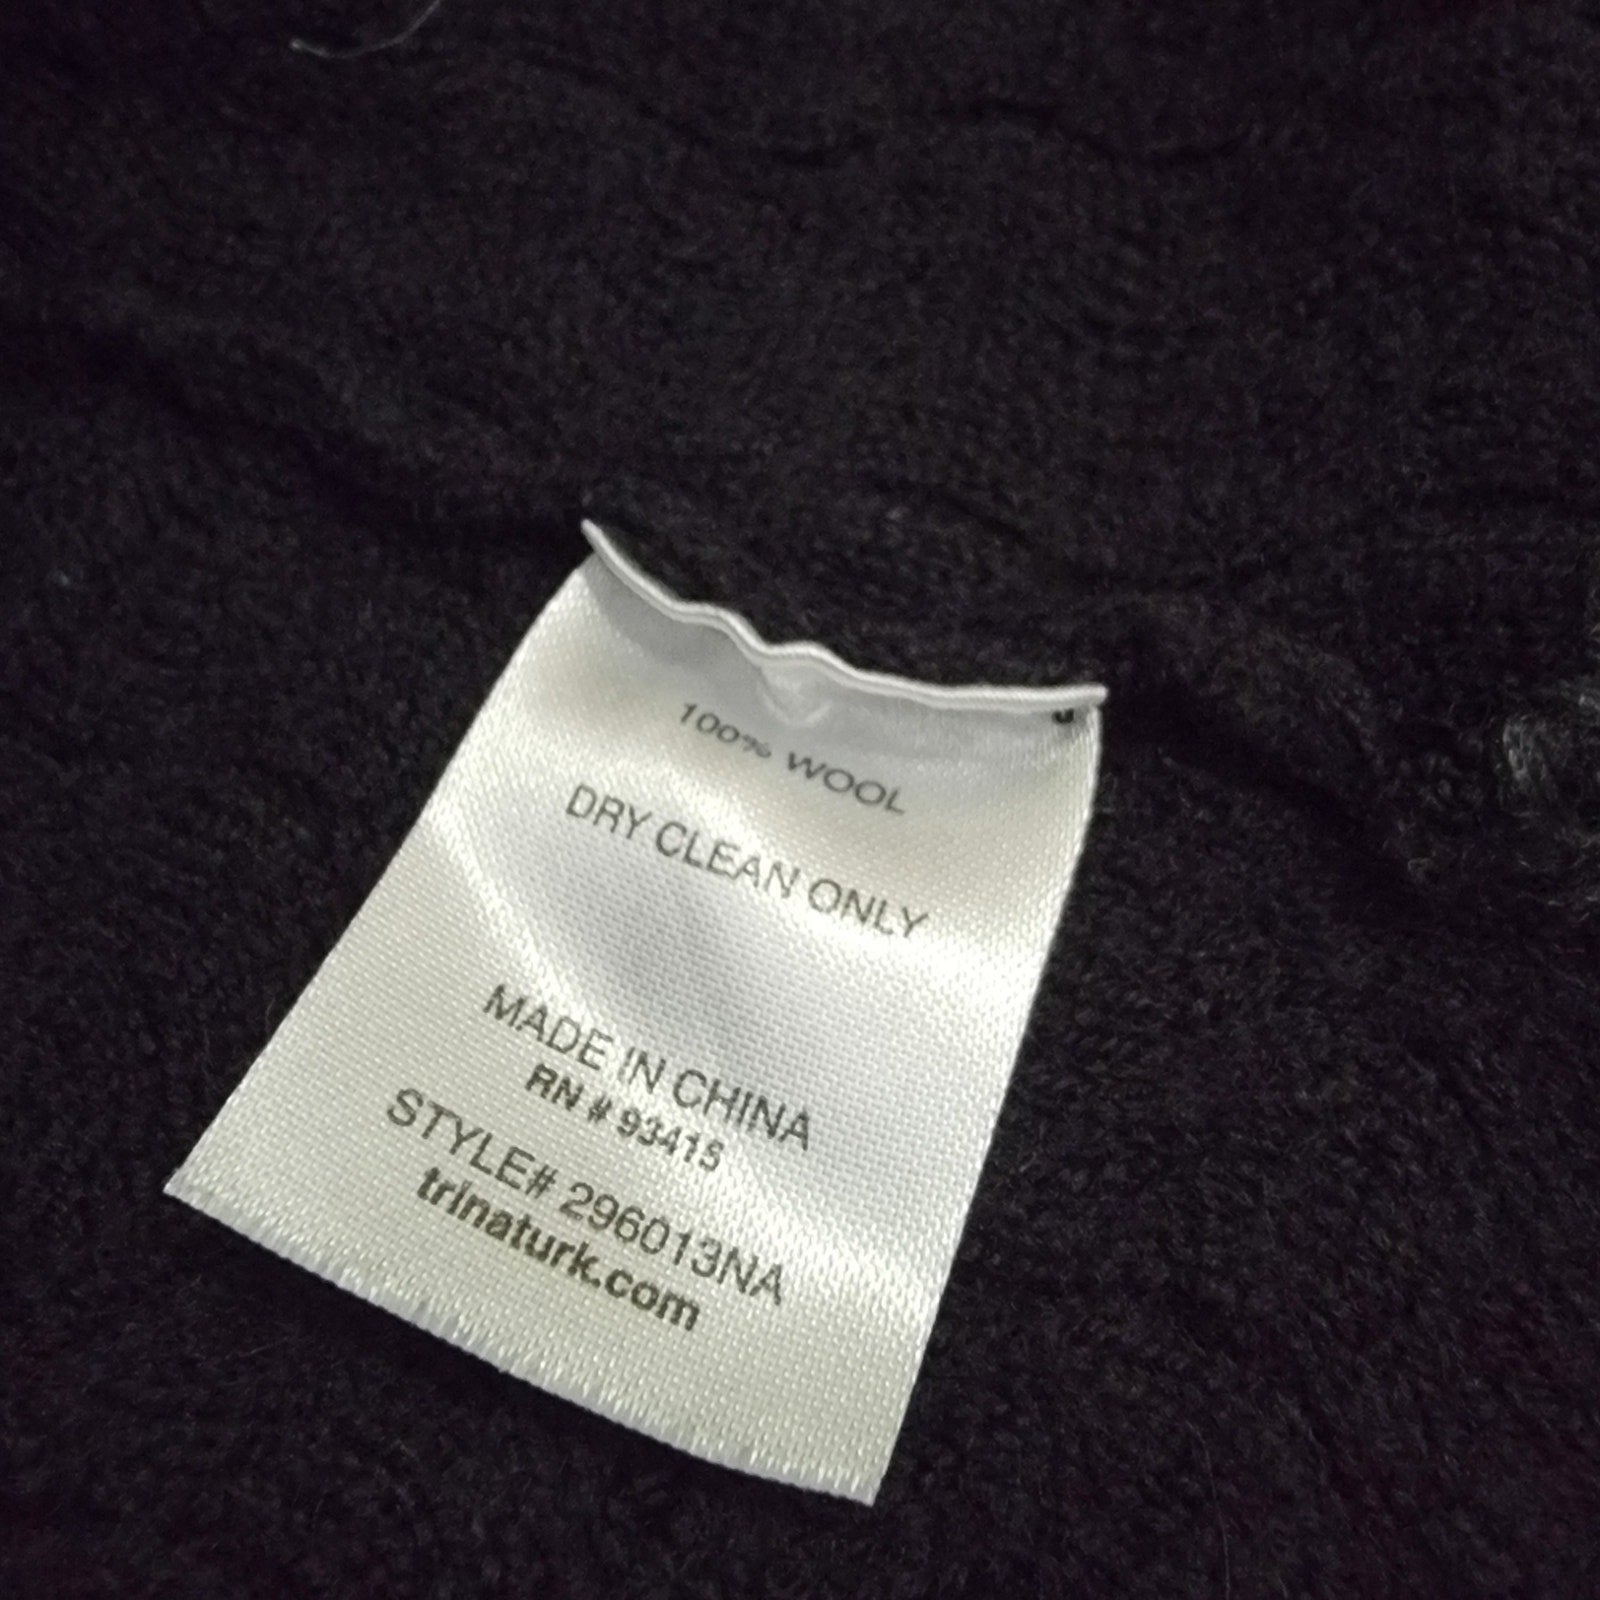 100% WOOL
DRY CLEAN ONLY
MADE IN CHINA
RN # 93415
STYLE# 296013NA
trinaturk.com